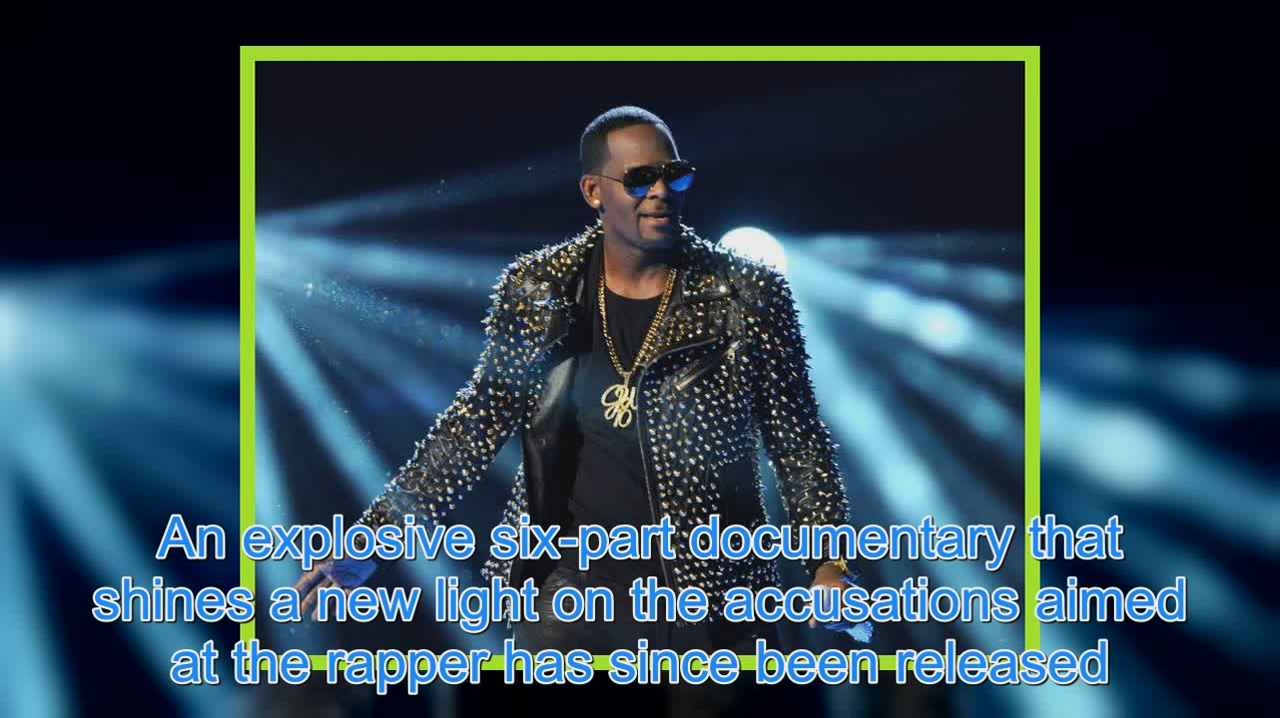 An explosive six-part documentary that
shines a new light on the accusations aimed
at the rapper has since been released